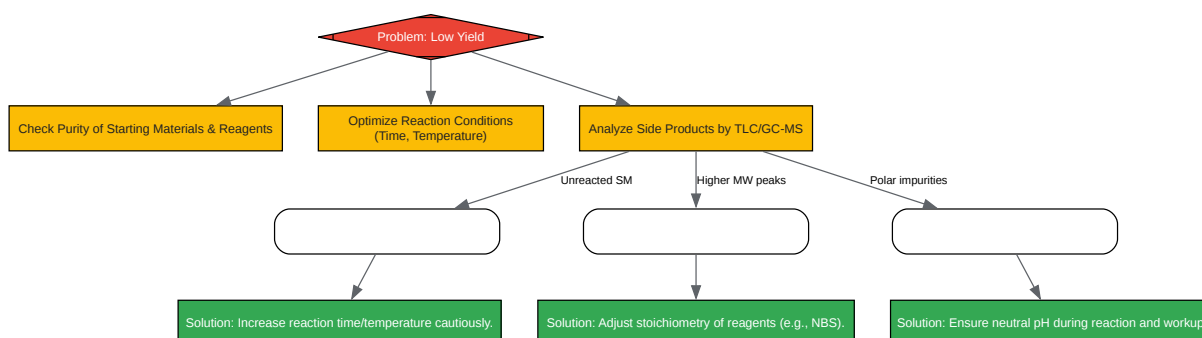 Problem: Low Yield
Check Purity of Starting Materials & Reagents
Optimize Reaction Conditions
(Time, Temperature)
Analyze Side Products by TLC/GC-MS
Unreacted SM
Higher MW peaks
Polar impurities
Solution: Increase reaction time/temperature cautiously.
Solution: Adjust stoichiometry of reagents (e.g., NBS).
Solution: Ensure neutral pH during reaction and workup